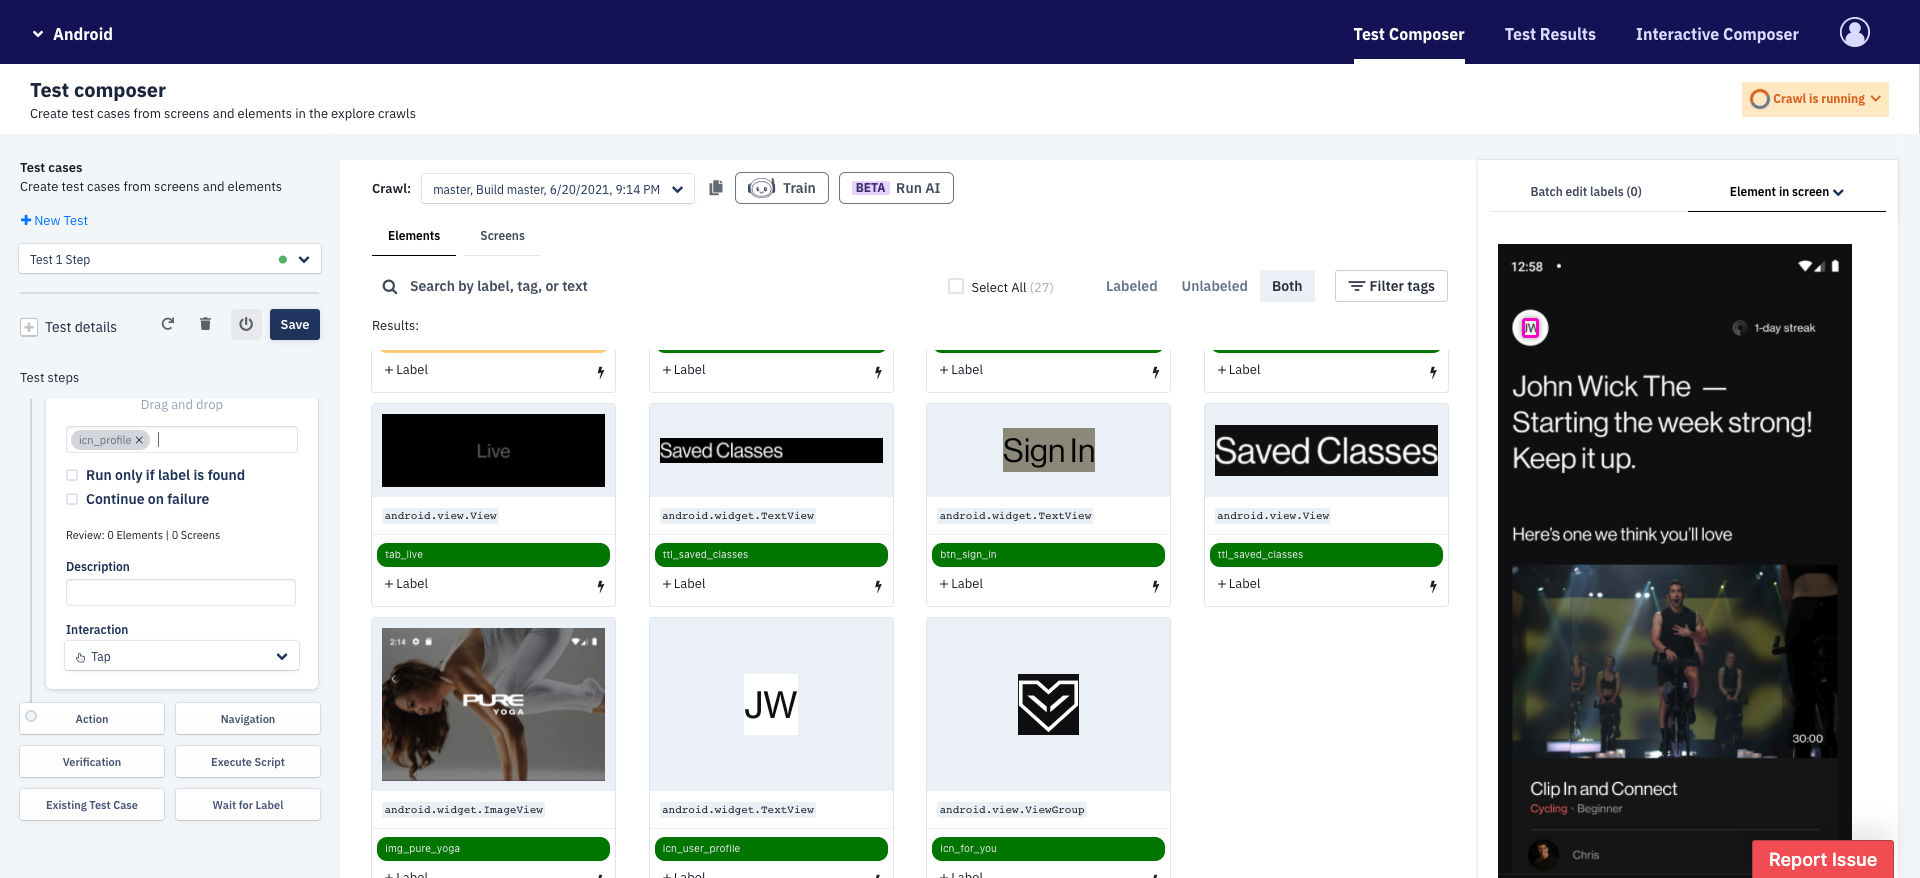 Android
Test Composer
Test Results
Interactive Composer
Test composer
Create test cases from screens and elements in the explore crawls
Crawl is running
Test cases
Create test cases from screens and elements
+ New Test
Test 1 Step
Test details
Save
Test steps
Drag and drop
icn_profile ×
Run only if label is found
Continue on failure
Review: 0 Elements | 0 Screens
Description
Interaction
Tap
Action
Navigation
Verification
Execute Script
Existing Test Case
Wait for Label
Crawl:
master, Build master, 6/20/2021, 9:14 PM
Train
BETA Run AI
Elements
Screens
Search by label, tag, or text
Select All (27)
Labeled
Unlabeled
Both
Filter tags
Results:
+ Label
+ Label
+ Label
+ Label
Live
Saved Classes
Sign In
Saved Classes
android.view.View
android.widget.TextView
android.widget.TextView
android.view.View
tab_live
ttl_saved_classes
btn_sign_in
ttl_saved_classes
+ Label
+ Label
+ Label
+ Label
2:14
PURE
YOGA
JW
android.widget.ImageView
android.widget.TextView
android.view.ViewGroup
img_pure_yoga
icn_user_profile
icn_for_you
+ Label
+ Label
+ Label
Batch edit labels (0)
Element in screen
12:58
JW
1-day streak
John Wick The —
Starting the week strong!
Keep it up.
Here's one we think you'll love
30:00
Clip In and Connect
Cycling · Beginner
Chris
Report Issue